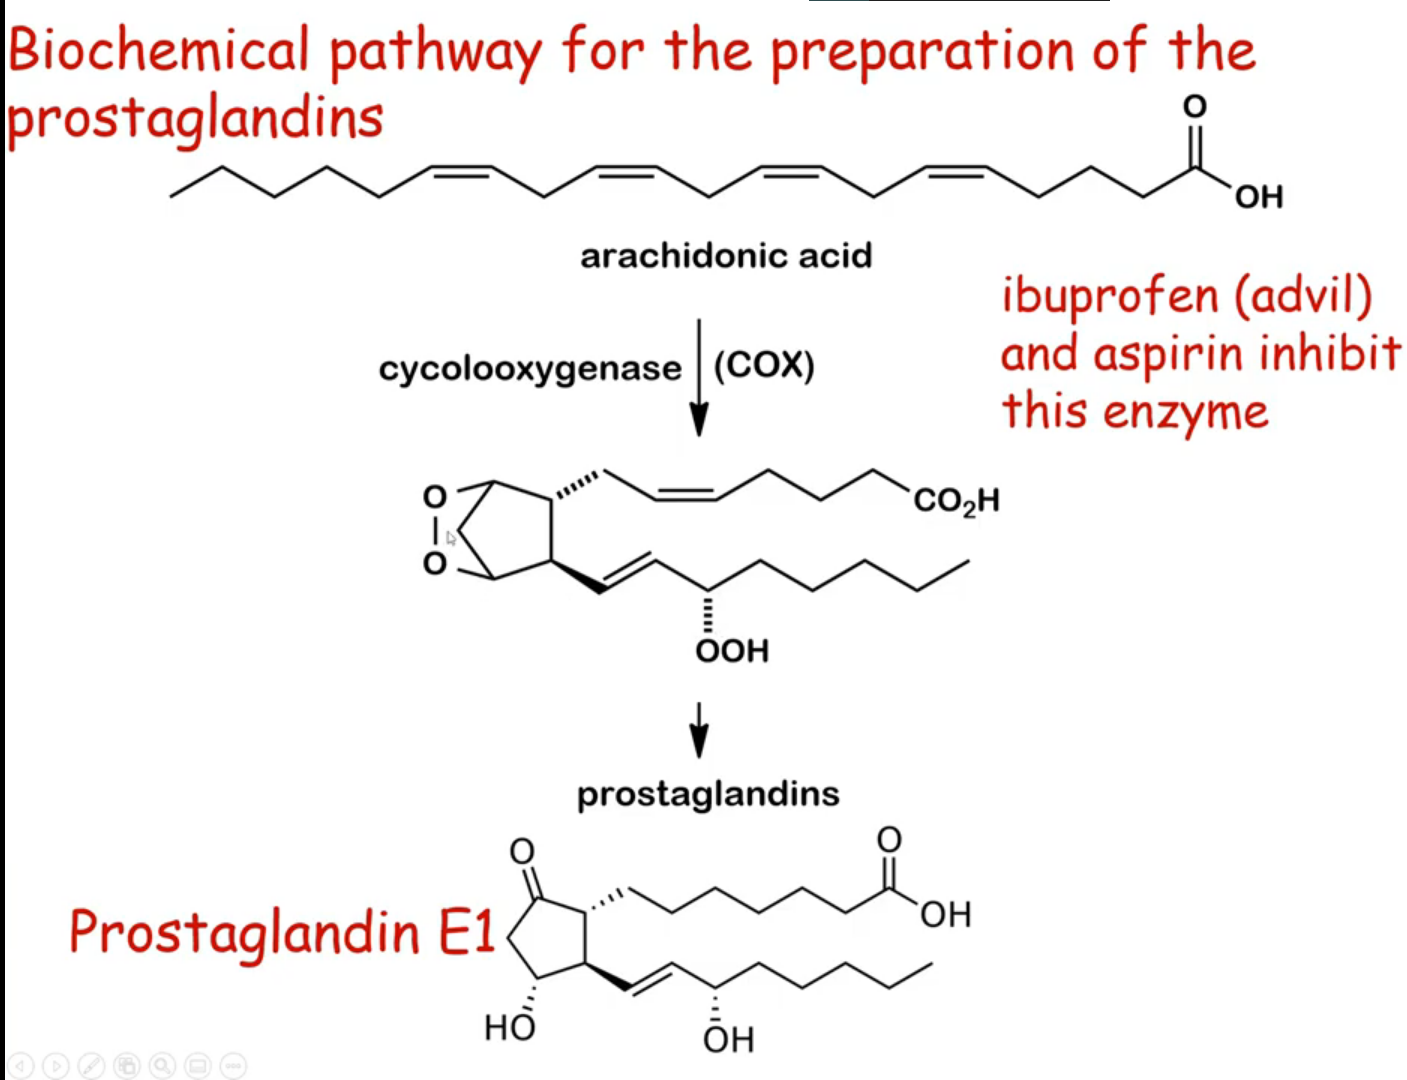 Biochemical pathway for the preparation of the
prostaglandins
O
OH
arachidonic acid
ibuprofen (advil)
and aspirin inhibit
this enzyme
cycolooxygenase (COX)
O
O
CO₂H
OOH
prostaglandins
O
O
OH
Prostaglandin E1
HO
OH